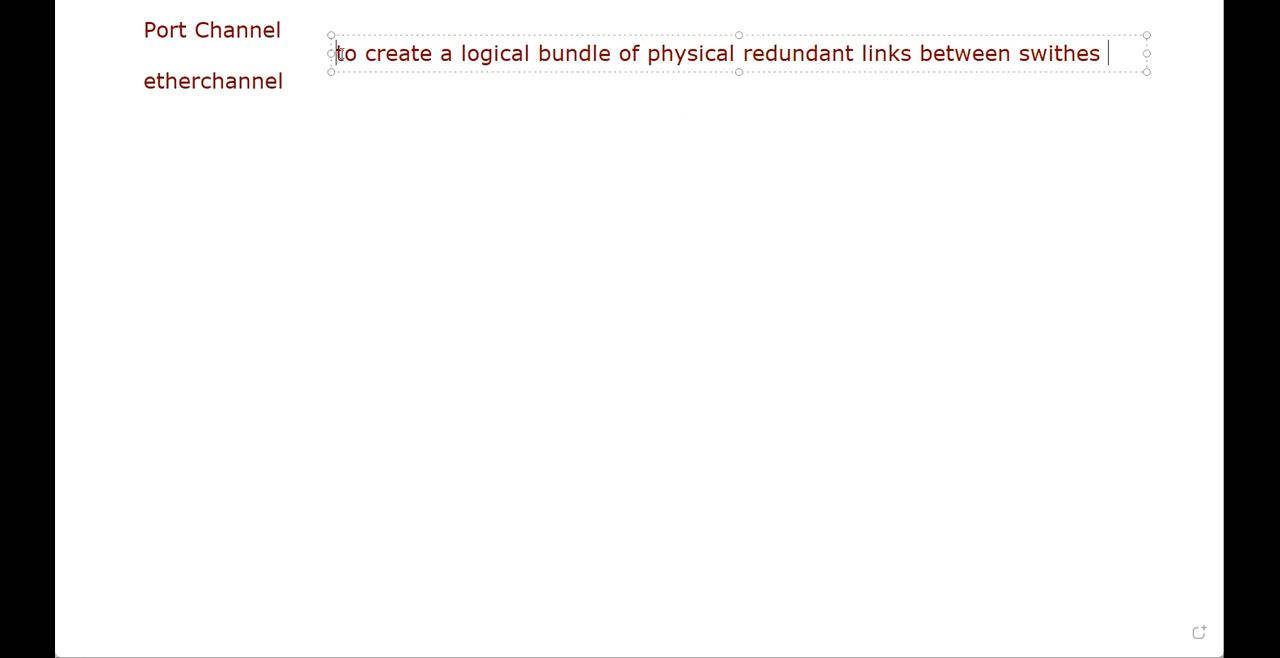 Port Channel
to create a logical bundle of physical redundant links between swithes
etherchannel